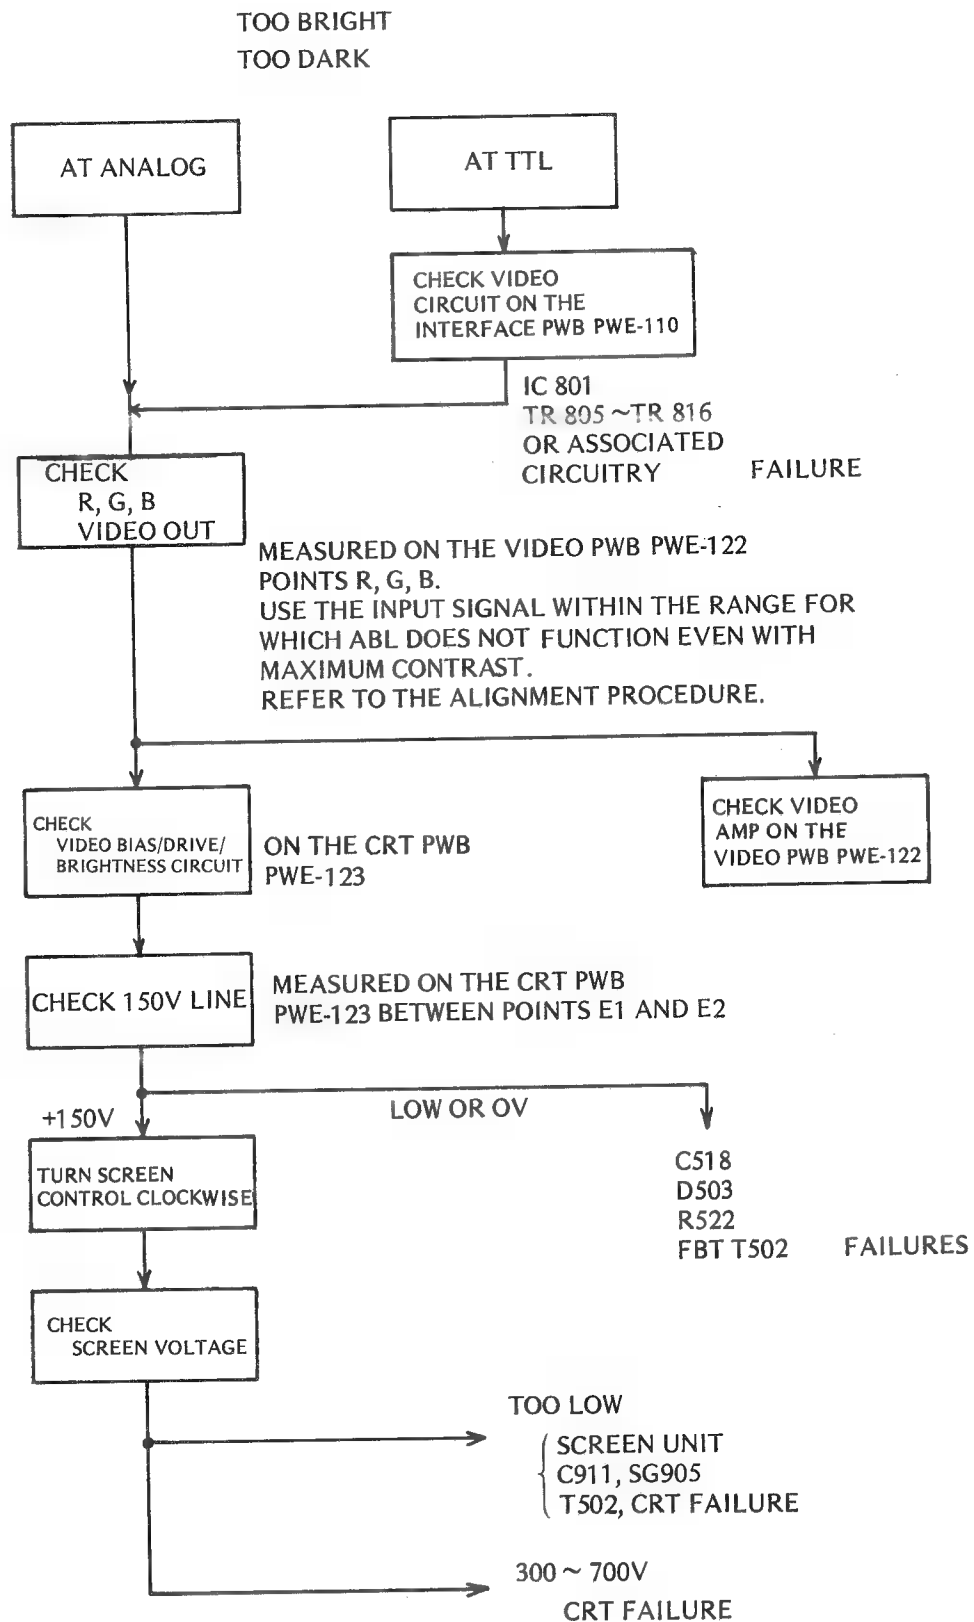 TOO BRIGHT
TOO DARK
AT ANALOG
AT TTL
CHECK VIDEO
CIRCUIT ON THE
INTERFACE PWB PWE-110
IC 801
TR 805 ~TR 816
OR ASSOCIATED
CIRCUITRY FAILURE
CHECK
R, G, B
VIDEO OUT
MEASURED ON THE VIDEO PWB PWE-122
POINTS R, G, B.
USE THE INPUT SIGNAL WITHIN THE RANGE FOR
WHICH ABL DOES NOT FUNCTION EVEN WITH
MAXIMUM CONTRAST.
REFER TO THE ALIGNMENT PROCEDURE.
CHECK
VIDEO BIAS/DRIVE/
BRIGHTNESS CIRCUIT
ON THE CRT PWB
PWE-123
CHECK VIDEO
AMP ON THE
VIDEO PWB PWE-122
CHECK 150V LINE
MEASURED ON THE CRT PWB
PWE-123 BETWEEN POINTS E1 AND E2
+150V
LOW OR OV
TURN SCREEN
CONTROL CLOCKWISE
C518
D503
R522
FBT T502 FAILURES
CHECK
SCREEN VOLTAGE
TOO LOW
SCREEN UNIT
C911, SG905
T502, CRT FAILURE
300 ~ 700V
CRT FAILURE